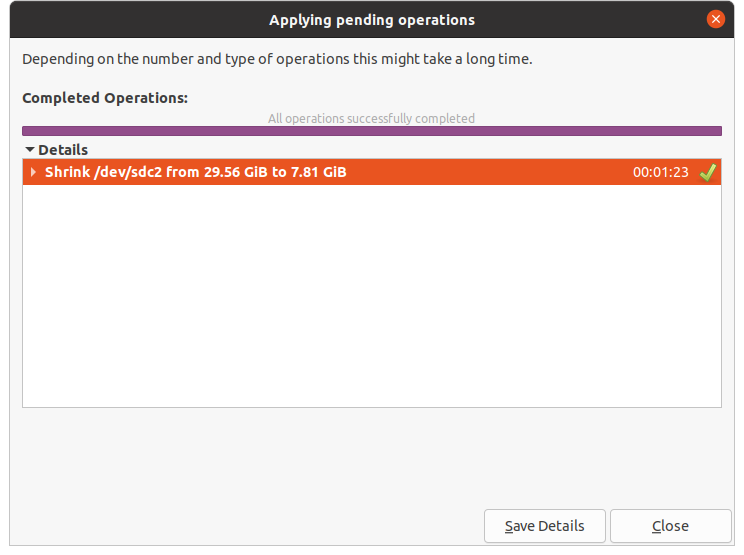 Applying pending operations
Depending on the number and type of operations this might take a long time.
Completed Operations:
All operations successfully completed
Details
Shrink /dev/sdc2 from 29.56 GiB to 7.81 GiB 00:01:23
Save Details Close